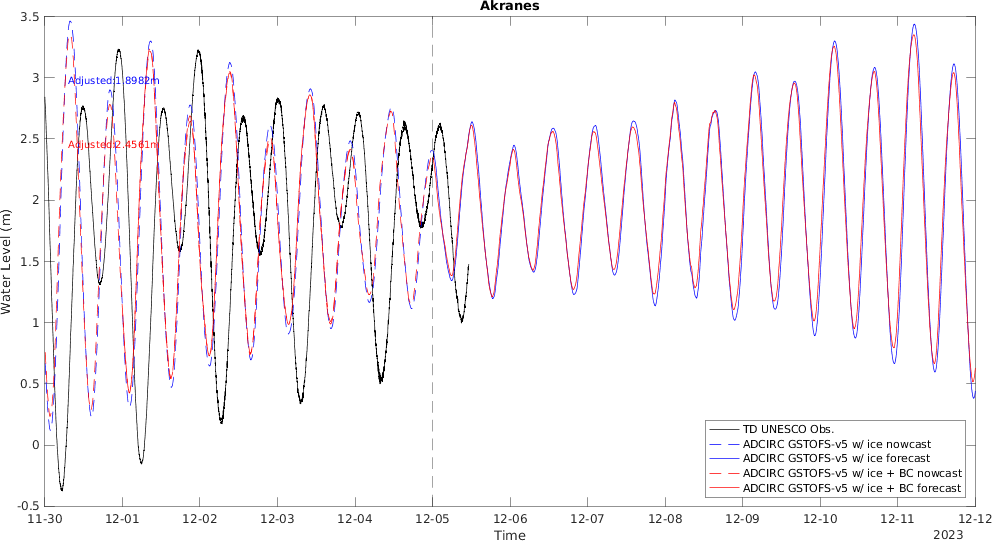 Akranes
3.5
3
2.5
2
1.5
1
0.5
0
-0.5
Water Level (m)
Adjusted:1.8982m
Adjusted:2.4561m
TD UNESCO Obs.
ADCIRC GSTOFS-v5 w/ ice nowcast
ADCIRC GSTOFS-v5 w/ ice forecast
ADCIRC GSTOFS-v5 w/ ice + BC nowcast
ADCIRC GSTOFS-v5 w/ ice + BC forecast
11-30 12-01 12-02 12-03 12-04 12-05 12-06 12-07 12-08 12-09 12-10 12-11 12-12
Time
2023